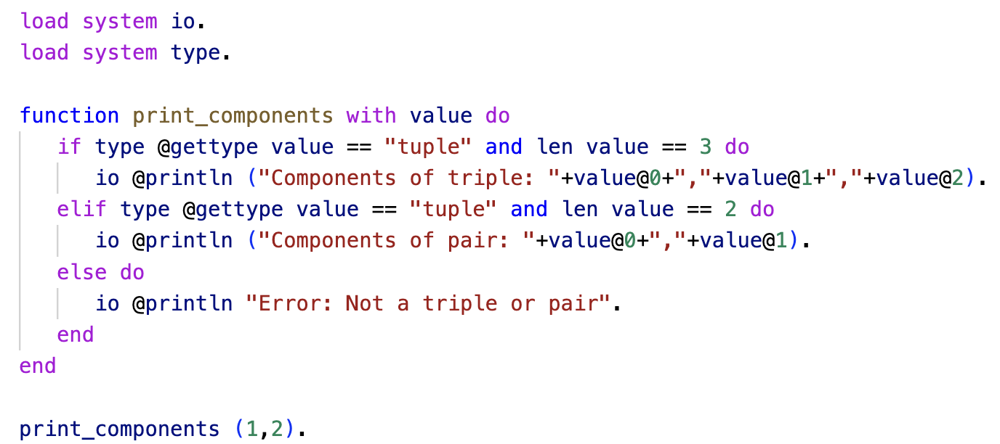 load system io.
load system type.

function print_components with value do
   if type @gettype value == "tuple" and len value == 3 do
      io @println ("Components of triple: "+value@0+","+value@1+","+value@2).
   elif type @gettype value == "tuple" and len value == 2 do
      io @println ("Components of pair: "+value@0+","+value@1).
   else do
      io @println "Error: Not a triple or pair".
   end
end

print_components (1,2).